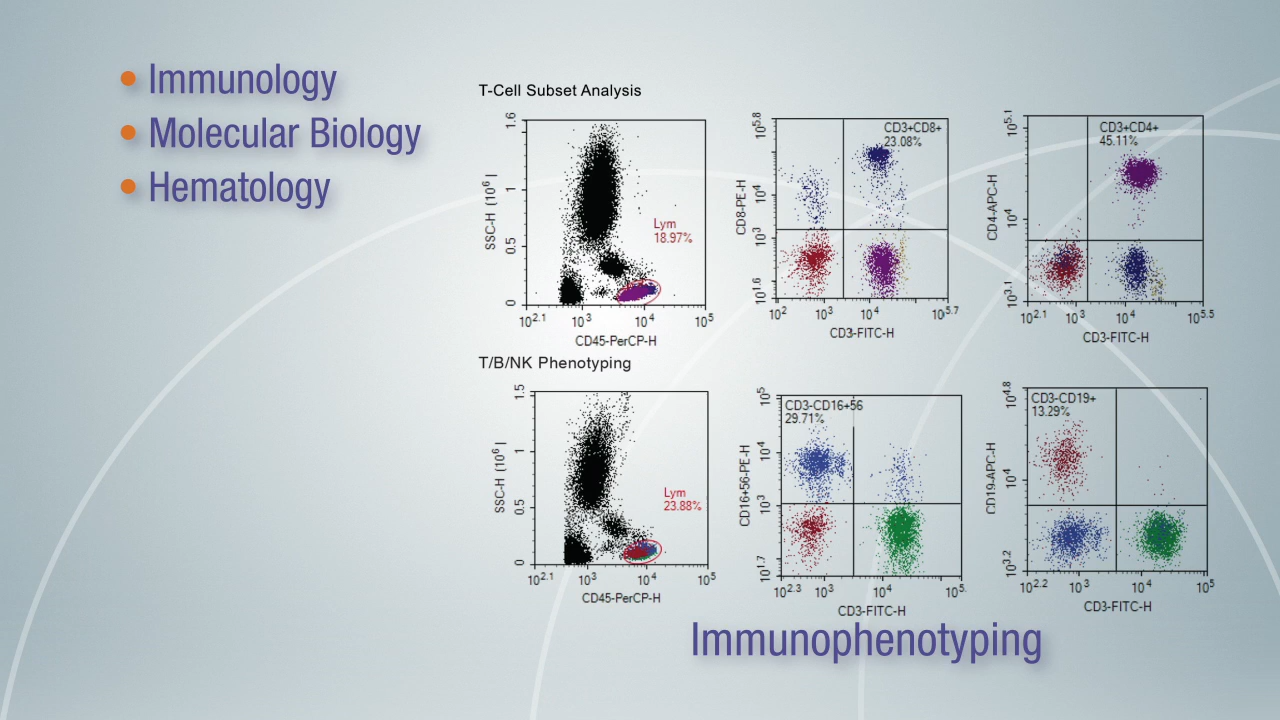 Immunology
Molecular Biology
Hematology
T-Cell Subset Analysis
1.6
1
0.5
0
SSC-H (10^6)
Lym
18.97%
10^2.1 10^3 10^4 10^5
CD45-PerCP-H
10^5.8
10^4
10^3
10^1.6
CD8-PE-H
CD3+CD8+
23.08%
10^2 10^3 10^4 10^5.7
CD3-FITC-H
10^5.1
10^4
10^3.1
CD4-APC-H
CD3+CD4+
45.11%
10^2.1 10^3 10^4 10^5.5
CD3-FITC-H
T/B/NK Phenotyping
1.5
1
0.5
0
SSC-H (10^6)
Lym
23.88%
10^2.1 10^3 10^4 10^5
CD45-PerCP-H
10^5
10^4
10^3
10^1.7
CD16+56-PE-H
CD3-CD16+56
29.71%
10^2.3 10^3 10^4 10^5.
CD3-FITC-H
10^4.8
10^4
10^3.2
CD19-APC-H
CD3-CD19+
13.29%
10^2.2 10^3 10^4 10^5
CD3-FITC-H
Immunophenotyping